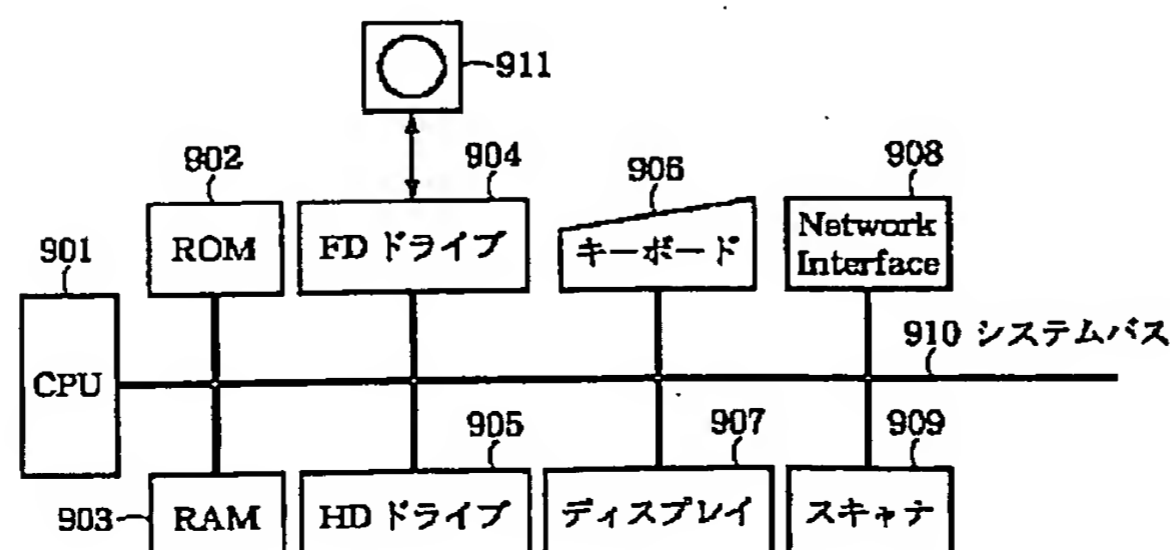 911
902
904
906
908
ROM
FD ドライブ
キーボード
Network
Interface
901
CPU
910 システムバス
905
907
909
903
RAM
HD ドライブ
ディスプレイ
スキャナ